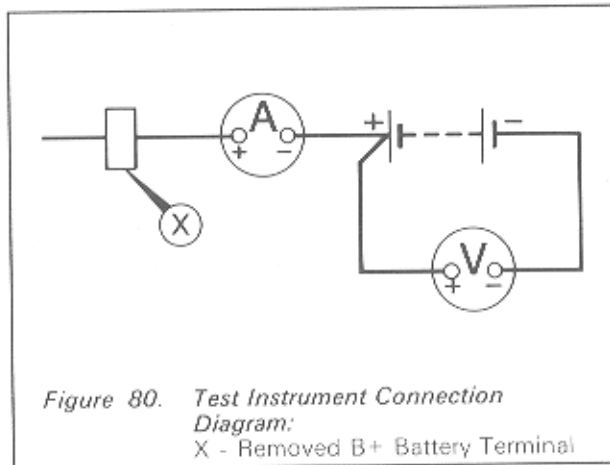 A
+ -
+ -
X
V
+ -
Figure 80. Test Instrument Connection
Diagram:
X - Removed B+ Battery Terminal